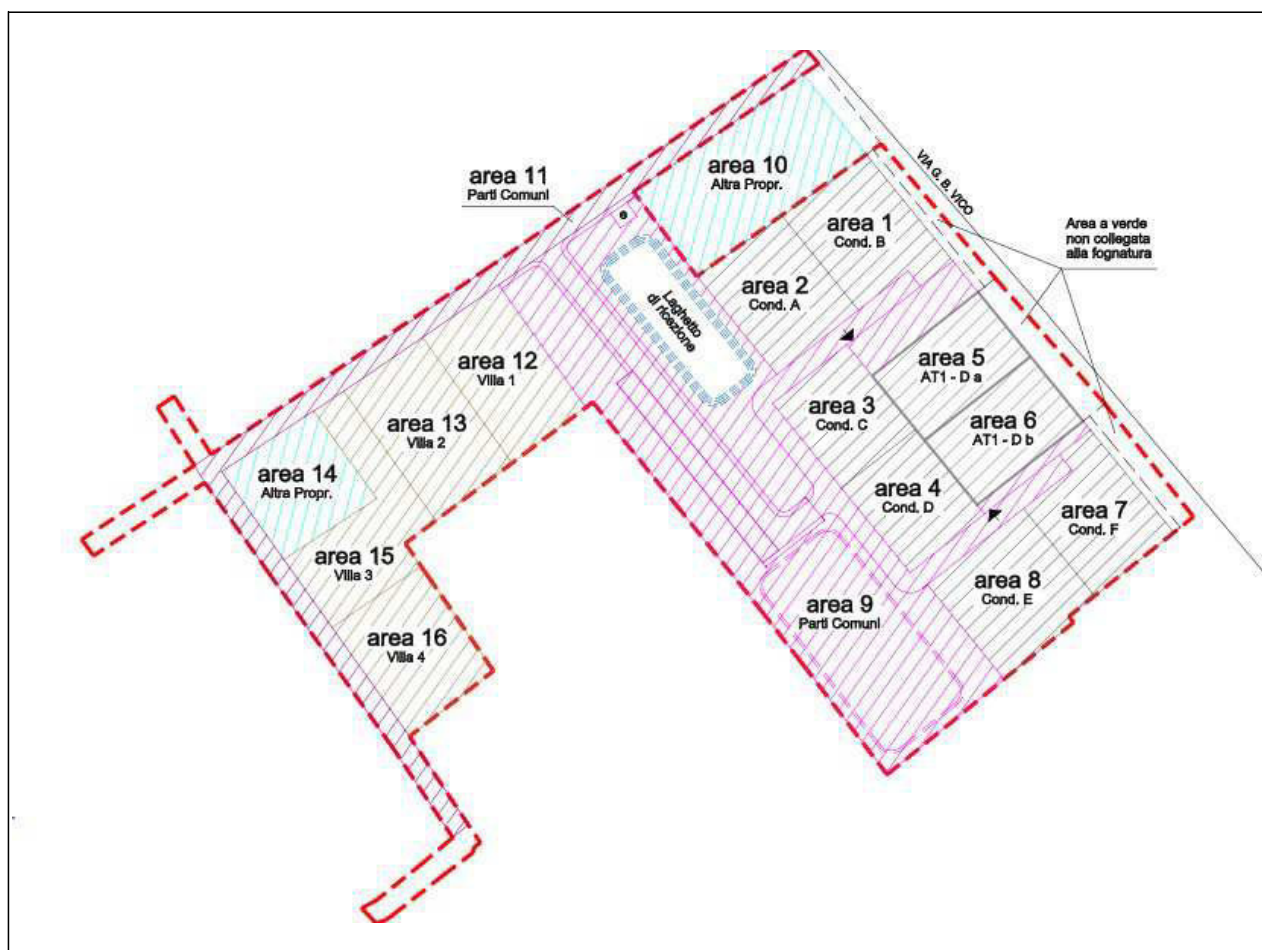 area 10
Altra Propr.
VIA G. B. VICO
area 11
Parti Comuni
e
area 1
Cond. B
Area a verde
non collegata
alla fognatura
area 2
Cond. A
Laghetto
di ricezione
area 12
Villa 1
area 5
AT1 - D a
area 3
Cond. C
area 13
Villa 2
area 6
AT1 - D b
area 14
Altra Propr.
area 4
Cond. D
area 7
Cond. F
area 15
Villa 3
area 8
Cond. E
area 9
Parti Comuni
area 16
Villa 4